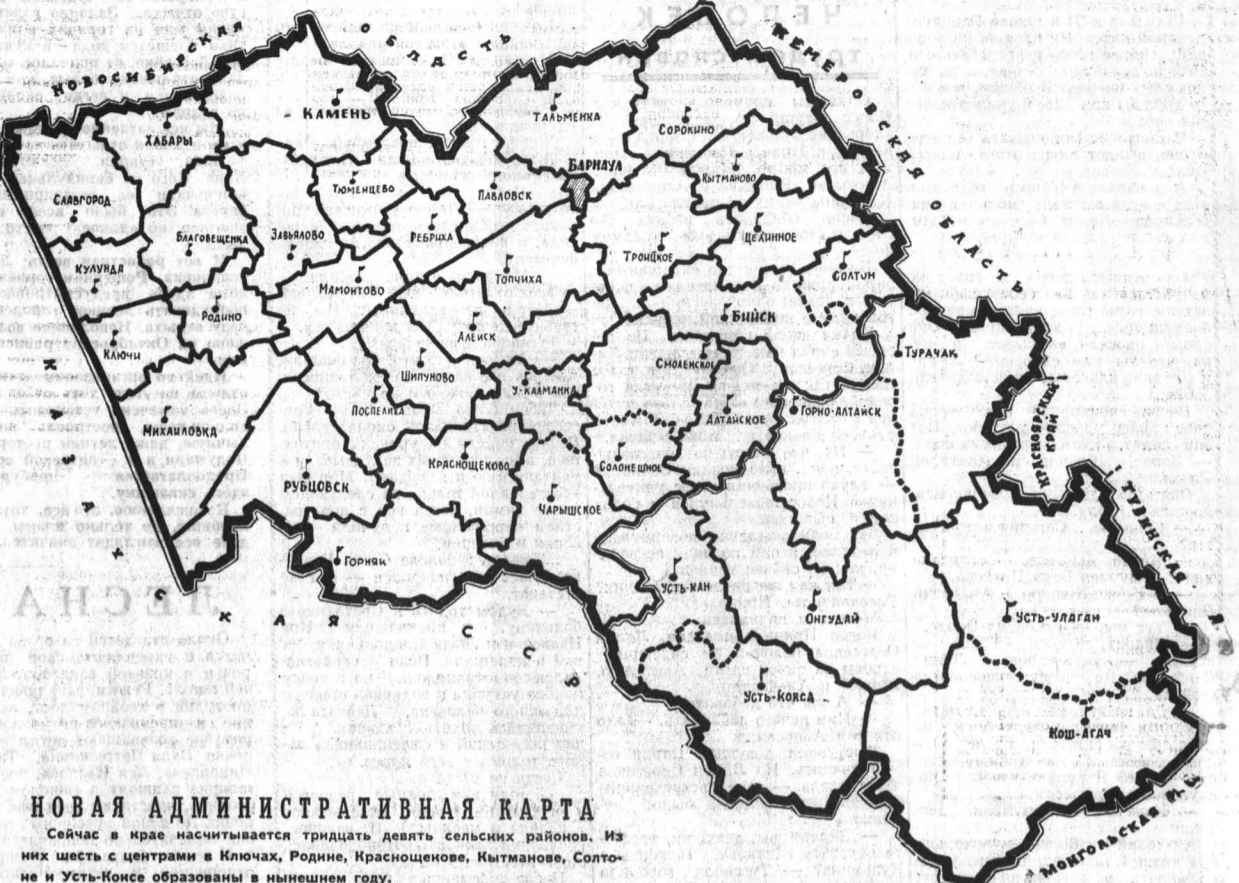 НОВОСИБИРСКАЯ ОБЛАСТЬ
КЕМЕРОВСКАЯ ОБЛАСТЬ
ХАБАРЫ
КАМЕНЬ
ТАЛЬМЕНКА
СОРОКИНО
БАРНАУЛ
КЫТМАНОВО
СЛАВГОРОД
ТЮМЕНЦЕВО
ПАВЛОВСК
БЛАГОВЕЩЕНКА
ЗАВЬЯЛОВО
РЕБРИХА
ТРОИЦКОЕ
ЦЕЛИННОЕ
КУЛУНДА
МАМОНТОВО
ТОПЧИХА
СОЛТОН
РОДИНО
АЛЕЙСК
БИЙСК
КЛЮЧИ
ТУРАЧАК
ШИПУНОВО
СМОЛЕНСКОЕ
У.-КАЛМАНКА
МИХАЙЛОВКА
ПОСПЕЛИХА
АЛТАЙСКОЕ
ГОРНО-АЛТАЙСК
КРАСНОЯРСКИЙ
КРАЙ
КРАСНОЩЕКОВО
СОЛОНЕШНОЕ
РУБЦОВСК
ЧАРЫШСКОЕ
ТУВИНСКАЯ
ГОРНЯК
УСТЬ-КАН
ОНГУДАЙ
УСТЬ-УЛАГАН
КАЗАХСКАЯ ССР
УСТЬ-КОКСА
КОШ-АГАЧ
МОНГОЛЬСКАЯ
НОВАЯ АДМИНИСТРАТИВНАЯ КАРТА
Сейчас в крае насчитывается тридцать девять сельских районов. Из
них шесть с центрами в Ключах, Родине, Краснощекове, Кытманове, Солто-
не и Усть-Коксе образованы в нынешнем году.